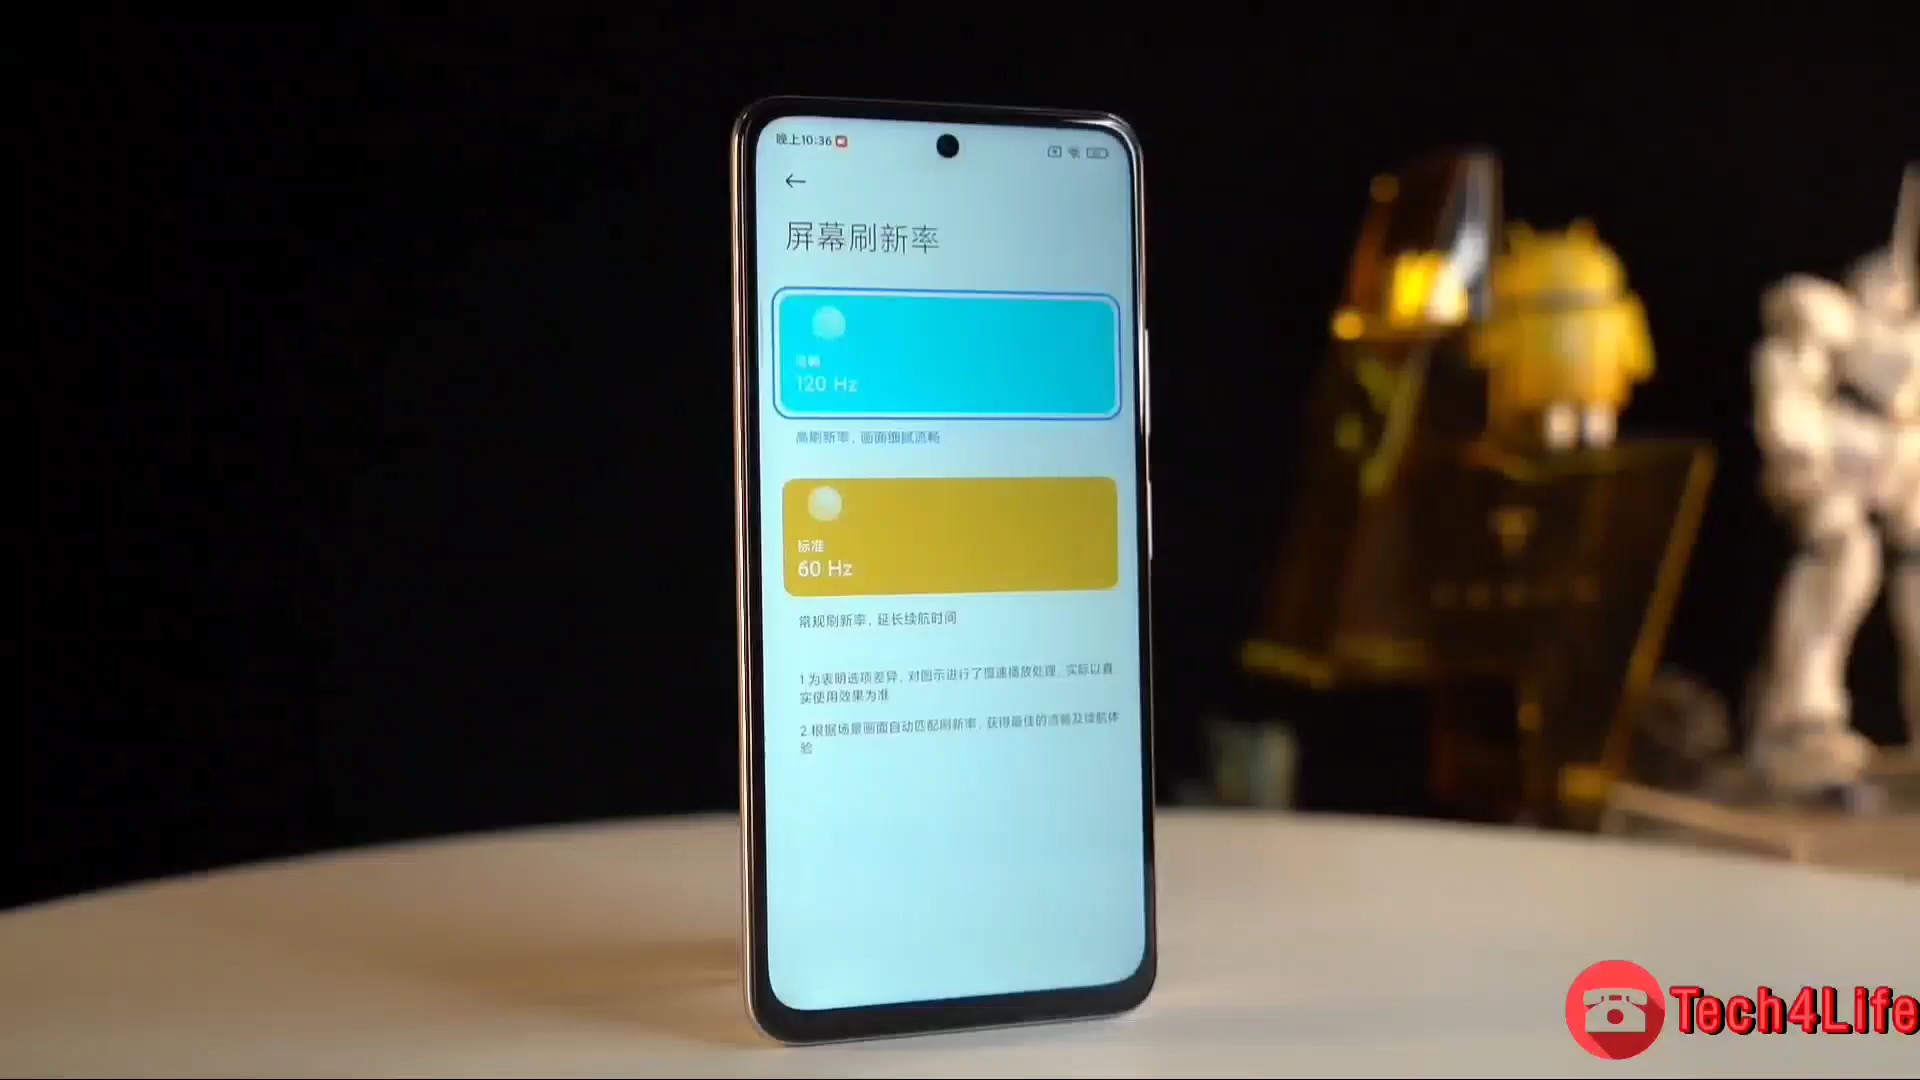 晚上10:36
屏幕刷新率
流畅
120 Hz
高刷新率，画面细腻流畅
标准
60 Hz
常规刷新率，延长续航时间
1.为表明选项差异，对图示进行了慢速播放处理，实际以真
实使用效果为准
2.根据场景画面自动匹配刷新率，获得最佳的流畅及续航体
验
Tech4Life